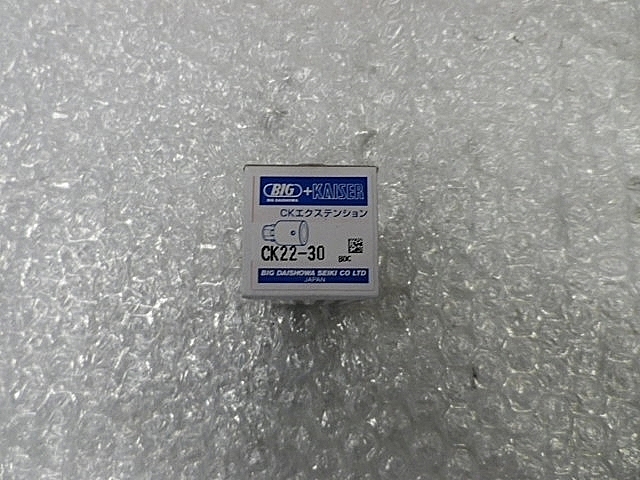 BIG+KAISER
BIG DAISHOWA
CKエクステンション
CK22-30
BDC
BIG DAISHOWA SEIKI CO LTD
JAPAN